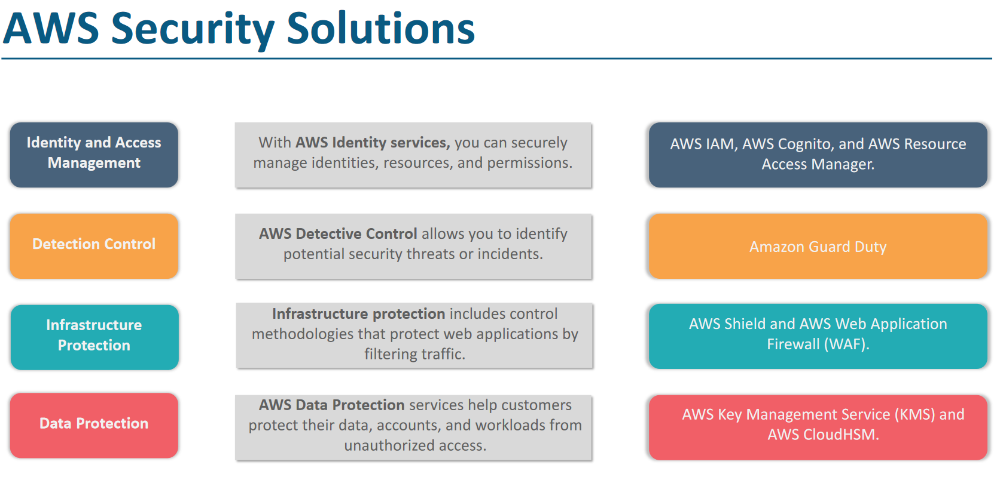 AWS Security Solutions
Identity and Access
Management
With AWS Identity services, you can securely
manage identities, resources, and permissions.
AWS IAM, AWS Cognito, and AWS Resource
Access Manager.
Detection Control
AWS Detective Control allows you to identify
potential security threats or incidents.
Amazon Guard Duty
Infrastructure
Protection
Infrastructure protection includes control
methodologies that protect web applications by
filtering traffic.
AWS Shield and AWS Web Application
Firewall (WAF).
Data Protection
AWS Data Protection services help customers
protect their data, accounts, and workloads from
unauthorized access.
AWS Key Management Service (KMS) and
AWS CloudHSM.